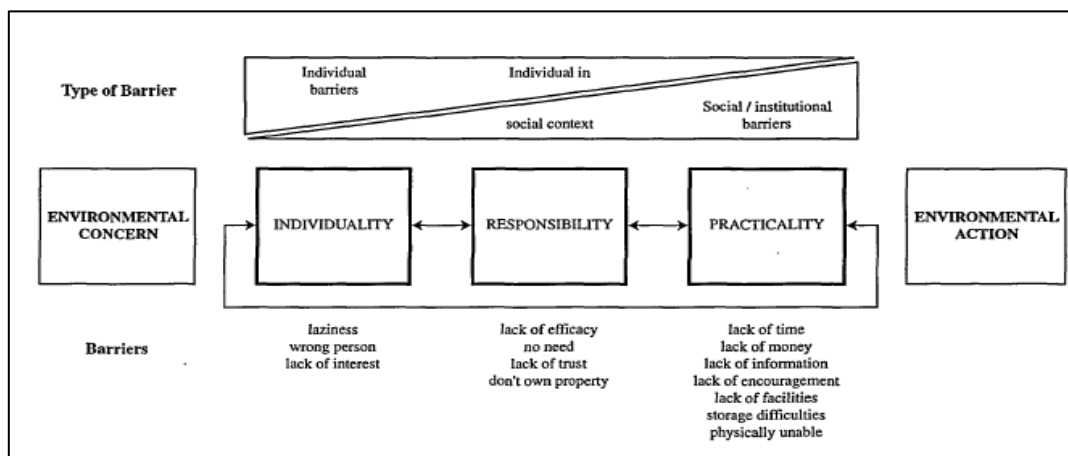 Type of Barrier
Individual
barriers
Individual in
social context
Social / institutional
barriers
ENVIRONMENTAL
CONCERN
INDIVIDUALITY
RESPONSIBILITY
PRACTICALITY
ENVIRONMENTAL
ACTION
Barriers
laziness
wrong person
lack of interest
lack of efficacy
no need
lack of trust
don't own property
lack of time
lack of money
lack of information
lack of encouragement
lack of facilities
storage difficulties
physically unable